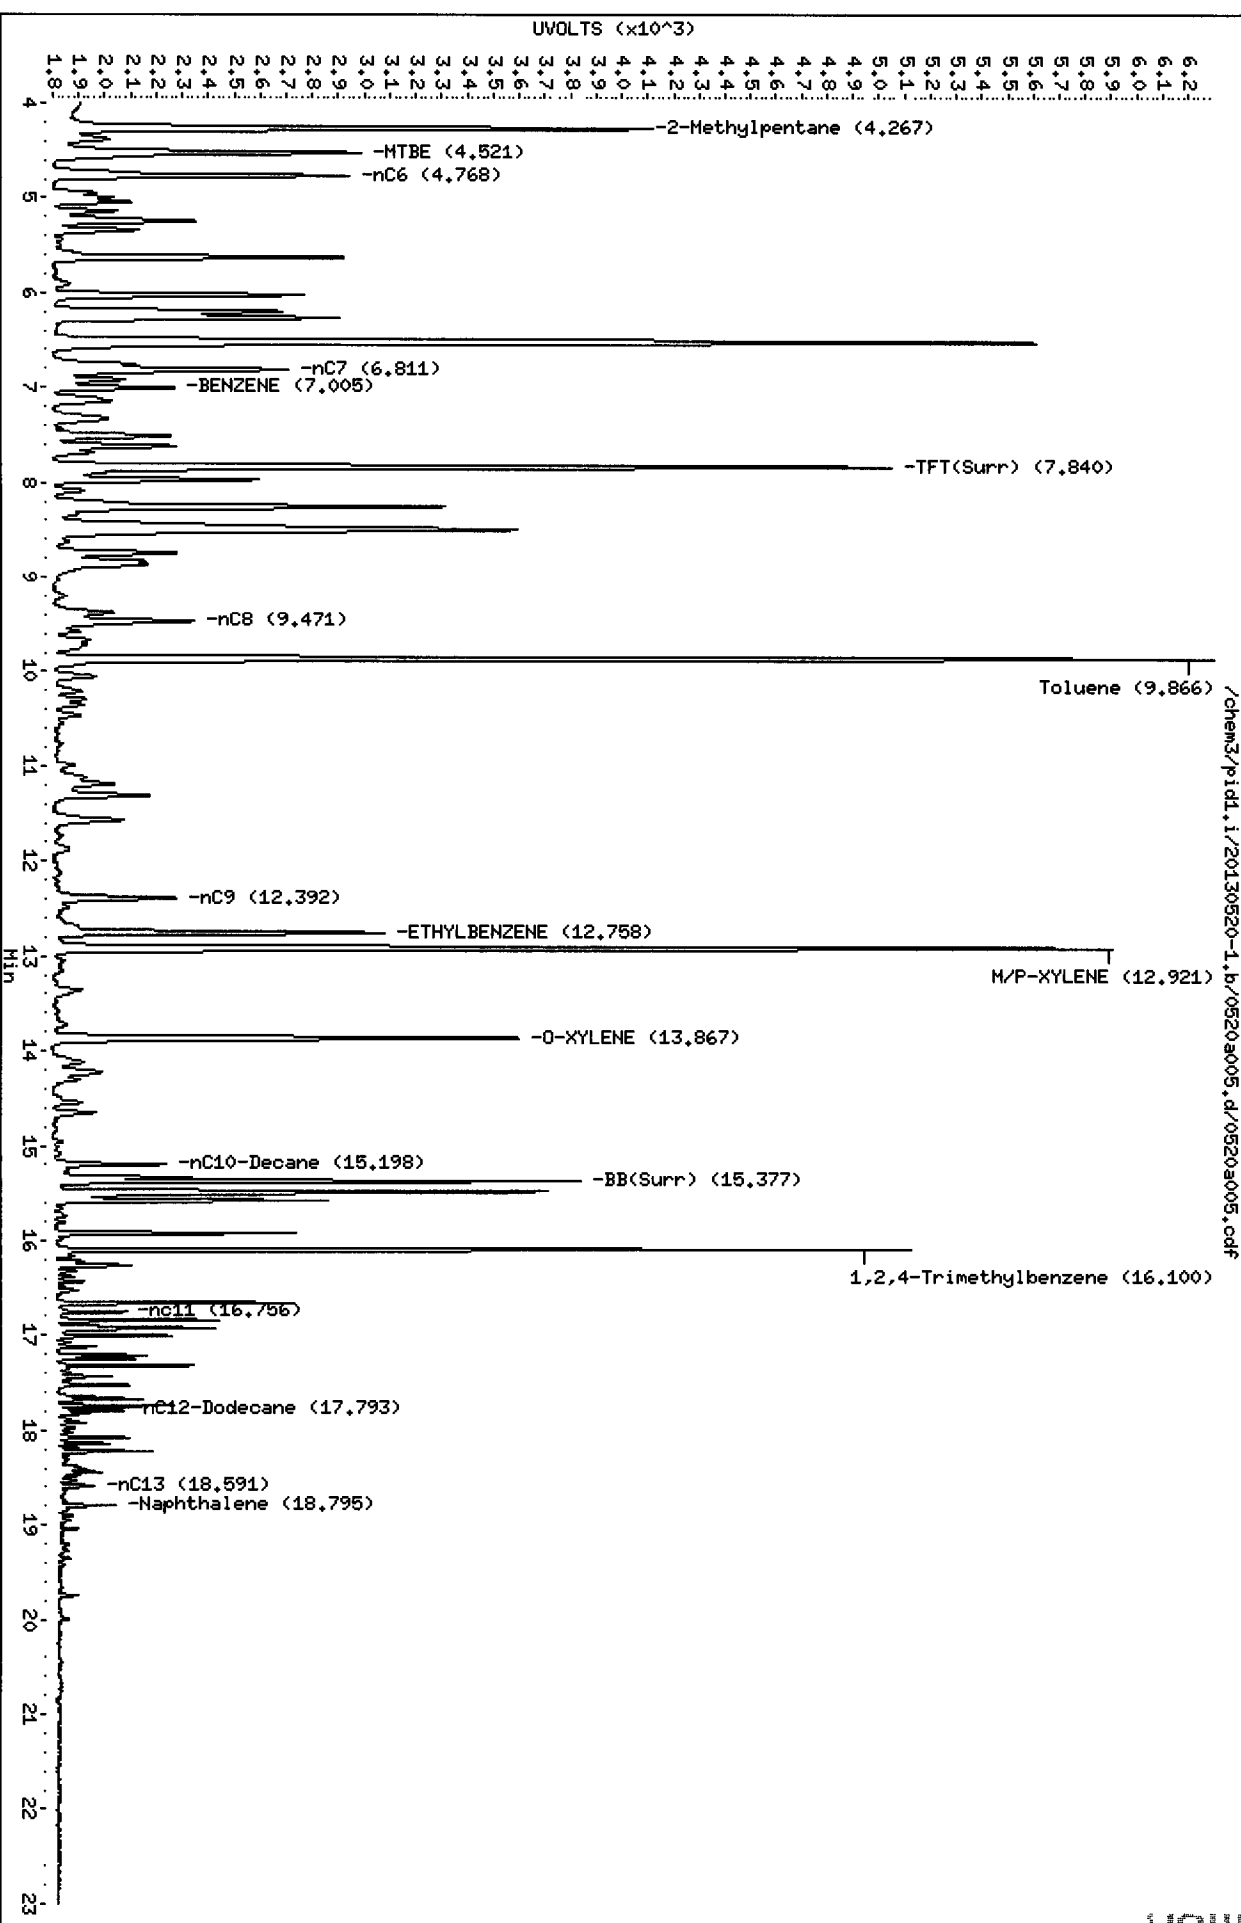 UVOLTS (x10^3)
1.8
1.9
2.0
2.1
2.2
2.3
2.4
2.5
2.6
2.7
2.8
2.9
3.0
3.1
3.2
3.3
3.4
3.5
3.6
3.7
3.8
3.9
4.0
4.1
4.2
4.3
4.4
4.5
4.6
4.7
4.8
4.9
5.0
5.1
5.2
5.3
5.4
5.5
5.6
5.7
5.8
5.9
6.0
6.1
6.2
-2-Methylpentane (4.267)
-MTBE (4.521)
-nC6 (4.768)
-nC7 (6.811)
-BENZENE (7.005)
-TFT(Surr) (7.840)
-nC8 (9.471)
Toluene (9.866)
-nC9 (12.392)
-ETHYLBENZENE (12.758)
M/P-XYLENE (12.921)
-O-XYLENE (13.867)
-nC10-Decane (15.198)
-BB(Surr) (15.377)
1,2,4-Trimethylbenzene (16.100)
-nc11 (16.756)
nC12-Dodecane (17.793)
-nC13 (18.591)
-Naphthalene (18.795)
4
5
6
7
8
9
10
11
12
13
14
15
16
17
18
19
20
21
22
23
Min
/chem3/pid1.i/20130520-1.b/0520a005.d/0520a005.cdf